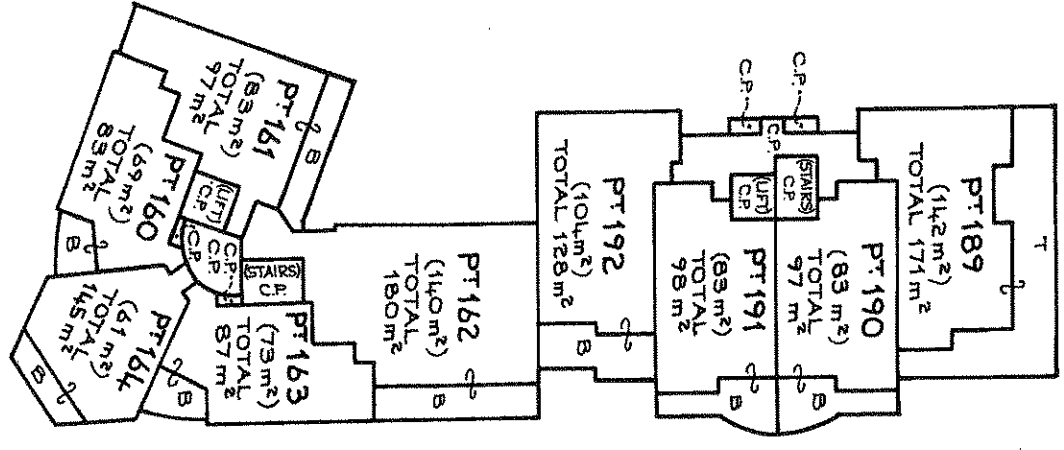 PT 161
(83 m²)
TOTAL
97 m²
B
PT 160
(69 m²)
TOTAL
83 m²
B
(LIFT)
C.P.
C.P.
C.P.
C.P.
(STAIRS)
C.P.
PT 164
(61 m²)
TOTAL
145 m²
B
PT 163
(73 m²)
TOTAL
87 m²
B
PT 162
(140 m²)
TOTAL
180 m²
B
PT 192
(104 m²)
TOTAL 128 m²
B
C.P.
C.P.
C.P.
(LIFT)
C.P.
(STAIRS)
C.P.
PT 191
(83 m²)
TOTAL
98 m²
B
PT 190
(83 m²)
TOTAL
97 m²
B
PT 189
(142 m²)
TOTAL 171 m²
T